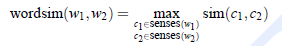 wordsim(w₁,w₂) = max sim(c₁,c₂)
c₁∈senses(w₁)
c₂∈senses(w₂)